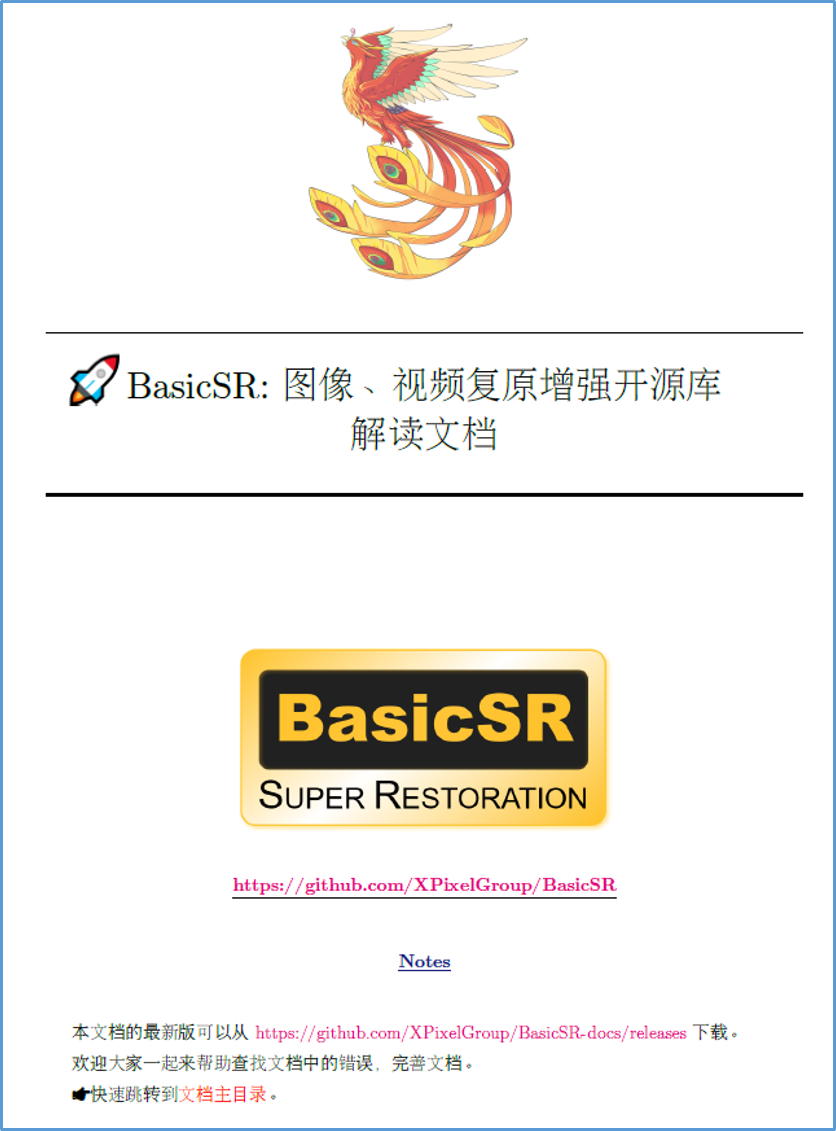 BasicSR: 图像、视频复原增强开源库
解读文档
BasicSR
SUPER RESTORATION
https://github.com/XPixelGroup/BasicSR
Notes
本文档的最新版可以从 https://github.com/XPixelGroup/BasicSR-docs/releases 下载。
欢迎大家一起来帮助查找文档中的错误, 完善文档。
快速跳转到文档主目录。